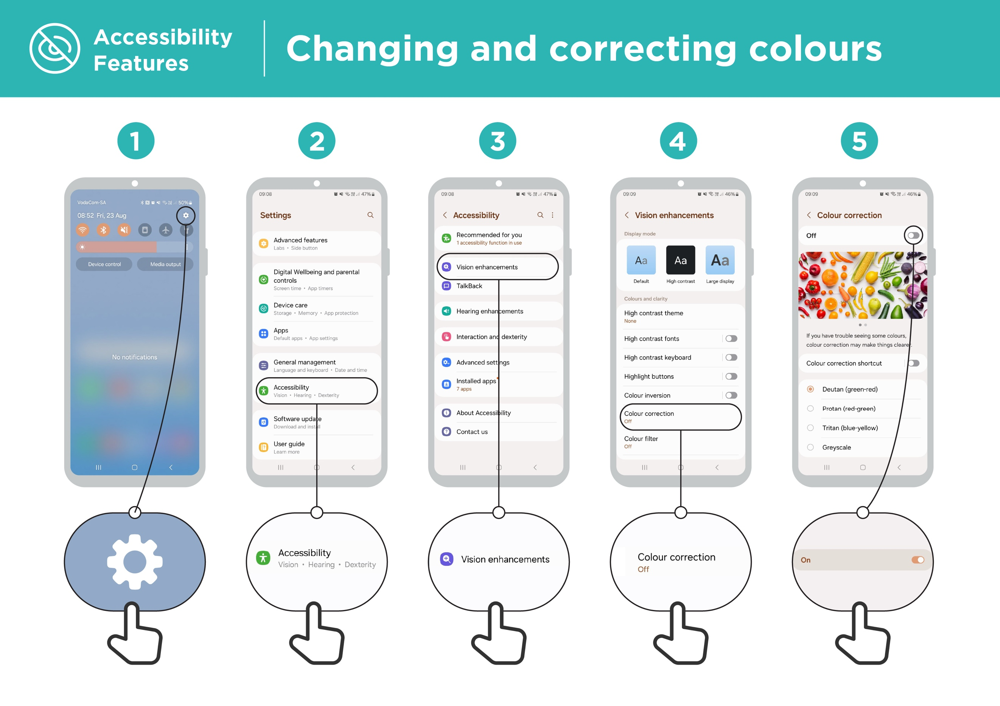 Accessibility
Features
Changing and correcting colours
1
2
3
4
5
VodaCom-SA
50%
08:52 Fri, 23 Aug
Device control
Media output
No notifications
09:08
47%
Settings
Advanced features
Labs • Side button
Digital Wellbeing and parental
controls
Screen time • App timers
Device care
Storage • Memory • App protection
Apps
Default apps • App settings
General management
Language and keyboard • Date and time
Accessibility
Vision • Hearing • Dexterity
Software update
Download and install
User guide
Learn more
09:08
47%
Accessibility
Recommended for you
1 accessibility function in use
Vision enhancements
TalkBack
Hearing enhancements
Interaction and dexterity
Advanced settings
Installed apps
7 apps
About Accessibility
Contact us
09:09
46%
Vision enhancements
Display mode
Aa
Aa
Aa
Default
High contrast
Large display
Colours and clarity
High contrast theme
None
High contrast fonts
High contrast keyboard
Highlight buttons
Colour inversion
Colour correction
Off
Colour filter
Off
09:09
46%
Colour correction
Off
If you have trouble seeing some colours,
colour correction may make things clearer.
Colour correction shortcut
Deutan (green-red)
Protan (red-green)
Tritan (blue-yellow)
Greyscale
Accessibility
Vision • Hearing • Dexterity
Vision enhancements
Colour correction
Off
On